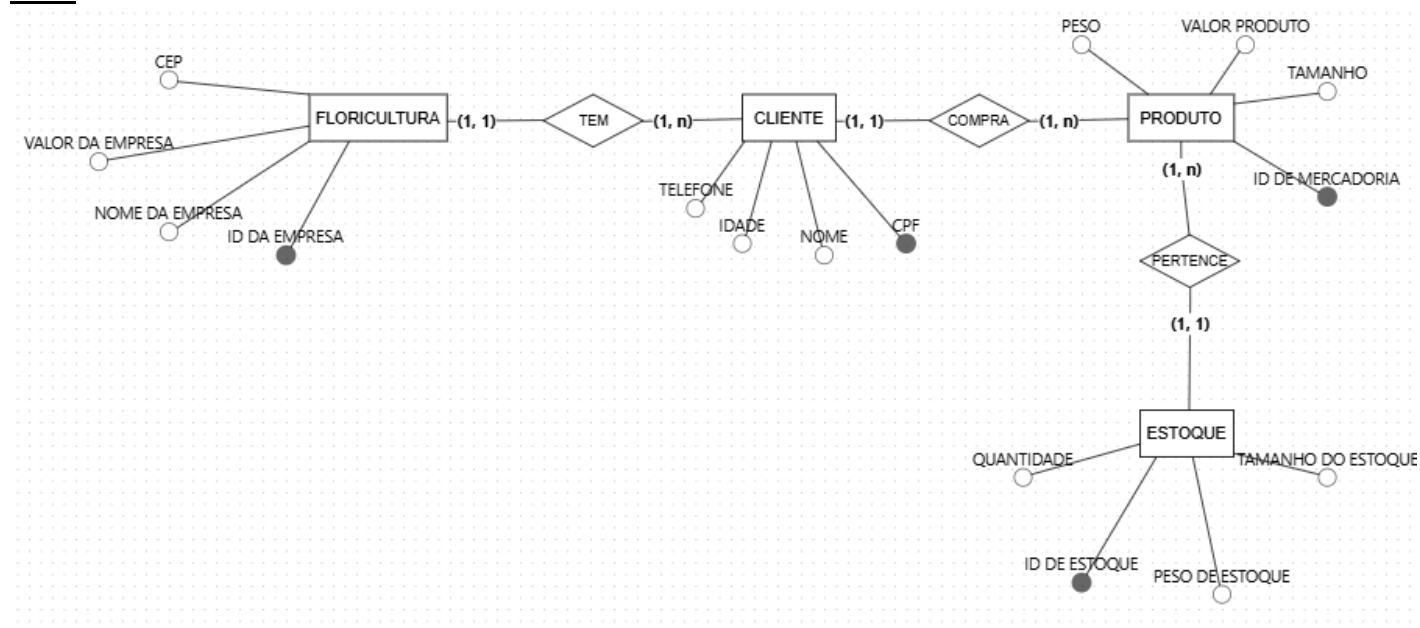 PESO
VALOR PRODUTO
CEP
TAMANHO
FLORICULTURA
(1, 1)
TEM
(1, n)
CLIENTE
(1, 1)
COMPRA
(1, n)
PRODUTO
VALOR DA EMPRESA
(1, n)
ID DE MERCADORIA
TELEFONE
NOME DA EMPRESA
IDADE
NOME
CPF
ID DA EMPRESA
PERTENCE
(1, 1)
ESTOQUE
QUANTIDADE
TAMANHO DO ESTOQUE
ID DE ESTOQUE
PESO DE ESTOQUE